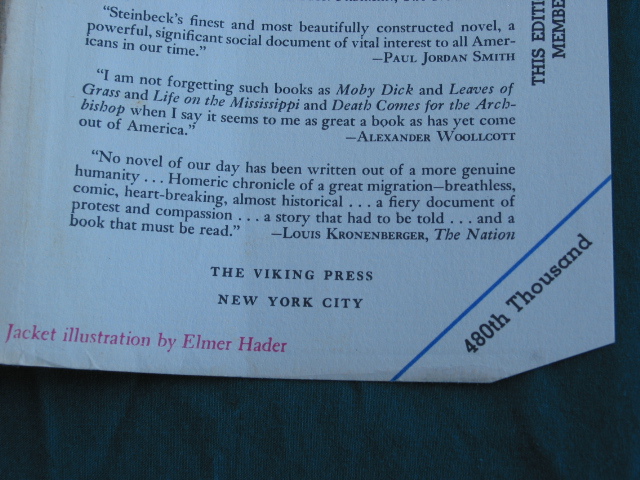 "Steinbeck's finest and most beautifully constructed novel, a
powerful, significant social document of vital interest to all Amer-
icans in our time."
—Paul Jordan Smith
"I am not forgetting such books as Moby Dick and Leaves of
Grass and Life on the Mississippi and Death Comes for the Arch-
bishop when I say it seems to me as great a book as has yet come
out of America."
—Alexander Woollcott
"No novel of our day has been written out of a more genuine
humanity . . . Homeric chronicle of a great migration—breathless,
comic, heart-breaking, almost historical . . . a fiery document of
protest and compassion . . . a story that had to be told . . . and a
book that must be read." —Louis Kronenberger, The Nation
THE VIKING PRESS
NEW YORK CITY
Jacket illustration by Elmer Hader
480th Thousand
THIS EDITI
MEMBE